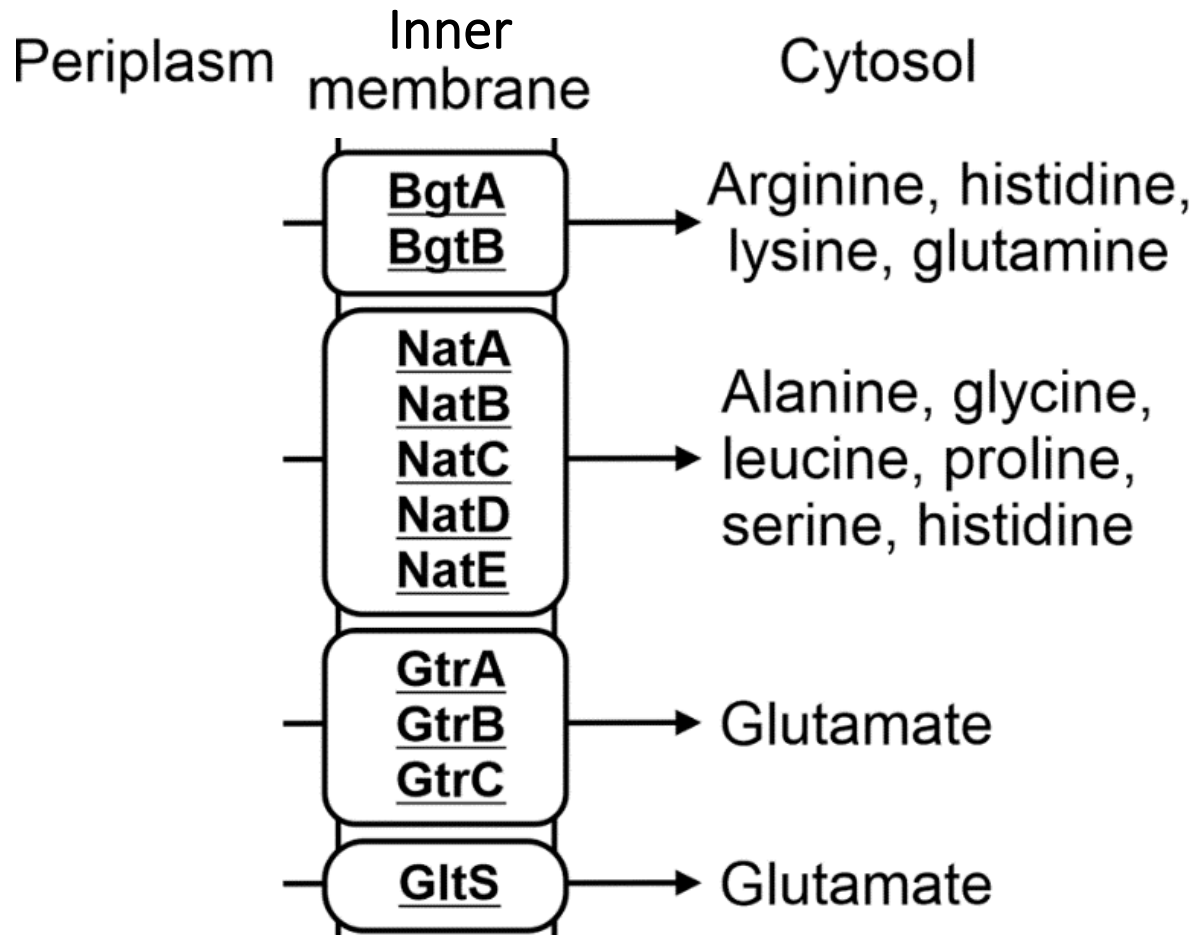 Periplasm
Inner
membrane
Cytosol
BgtA
BgtB
Arginine, histidine,
lysine, glutamine
NatA
NatB
NatC
NatD
NatE
Alanine, glycine,
leucine, proline,
serine, histidine
GtrA
GtrB
GtrC
Glutamate
GltS
Glutamate